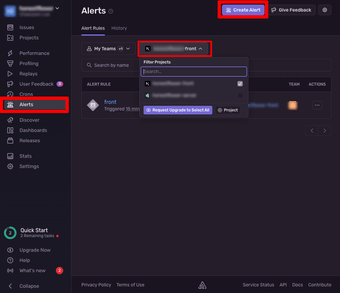 Alerts
Create Alert
Give Feedback
Alert Rules
History
Issues
Projects
Performance
Profiling
Replays
User Feedback
Crons
Alerts
Discover
Dashboards
Releases
Stats
Settings
My Teams
front
Search by name
Filter Projects
Search...
Request Upgrade to Select All
Project
ALERT RULE
TEAM
ACTIONS
front
Triggered 15 min
2
Quick Start
2 Remaining tasks
Upgrade Now
Help
What's new
2
Collapse
Privacy Policy
Terms of Use
Service Status
API
Docs
Contribute